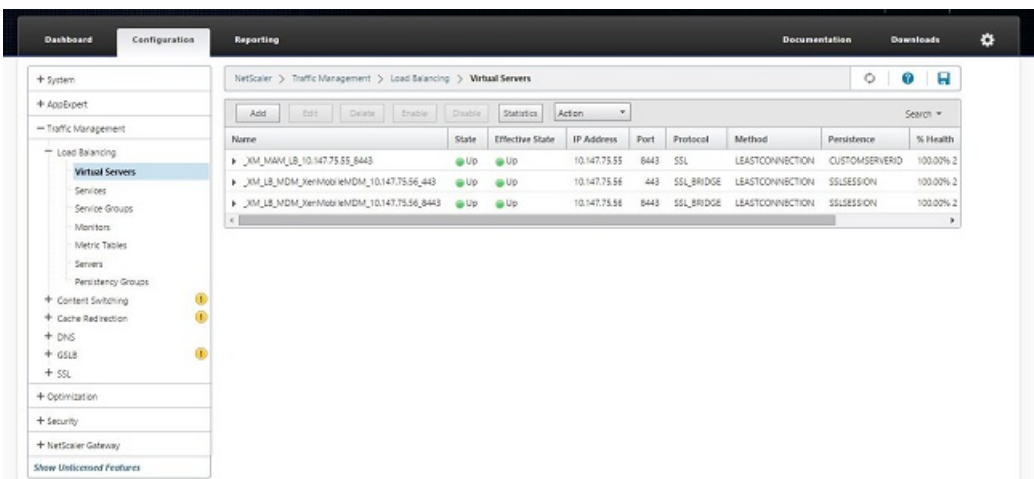 Dashboard Configuration Reporting Documentation Downloads
+ System
+ AppExpert
− Traffic Management
− Load Balancing
Virtual Servers
Services
Service Groups
Monitors
Metric Tables
Servers
Persistency Groups
+ Content Switching
+ Cache Redirection
+ DNS
+ GSLB
+ SSL
+ Optimization
+ Security
+ NetScaler Gateway
Show Unlicensed Features
NetScaler > Traffic Management > Load Balancing > Virtual Servers
Add Edit Delete Enable Disable Statistics Action Search
Name State Effective State IP Address Port Protocol Method Persistence % Health
_XM_MAM_LB_10.147.75.55_8443 Up Up 10.147.75.55 8443 SSL LEASTCONNECTION CUSTOMSERVERID 100.00% 2
_XM_LB_MDM_XenMobileMDM_10.147.75.56_443 Up Up 10.147.75.56 443 SSL_BRIDGE LEASTCONNECTION SSLSESSION 100.00% 2
_XM_LB_MDM_XenMobileMDM_10.147.75.56_8443 Up Up 10.147.75.56 8443 SSL_BRIDGE LEASTCONNECTION SSLSESSION 100.00% 2